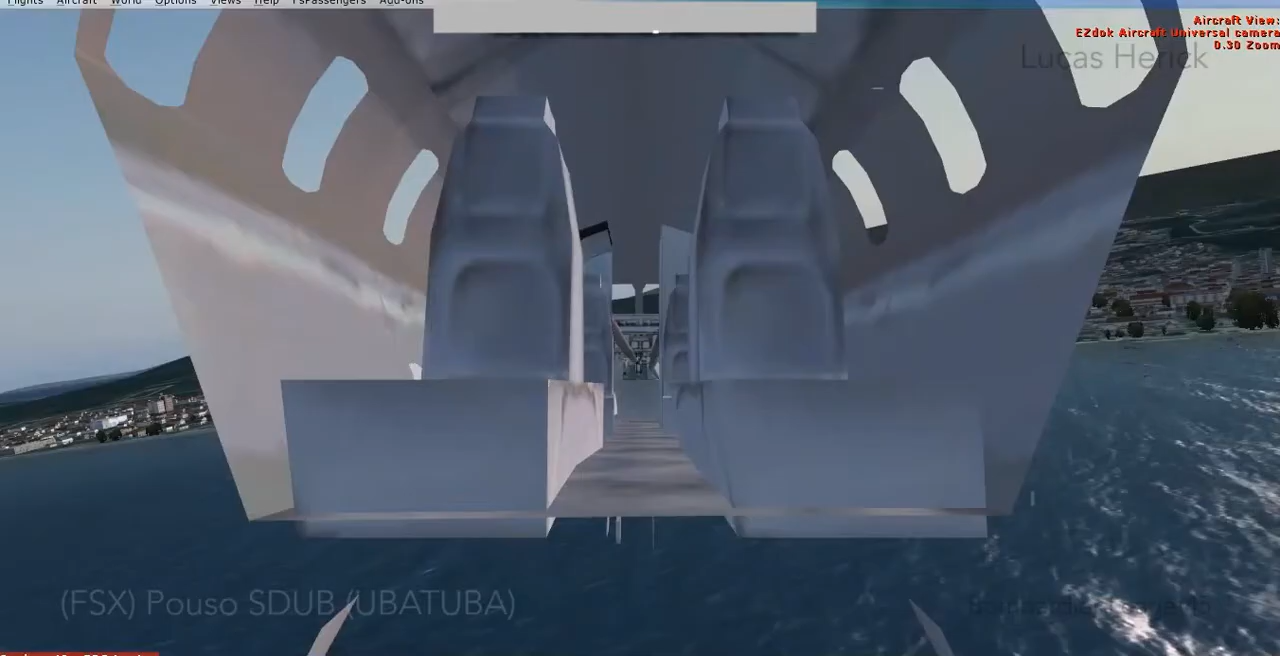 Flights Aircraft World Options Views Help FsPassengers Add-ons
Aircraft View:
EZdok Aircraft Universal camera
0.30 Zoom
Lucas Herick
(FSX) Pouso SDUB (UBATUBA)